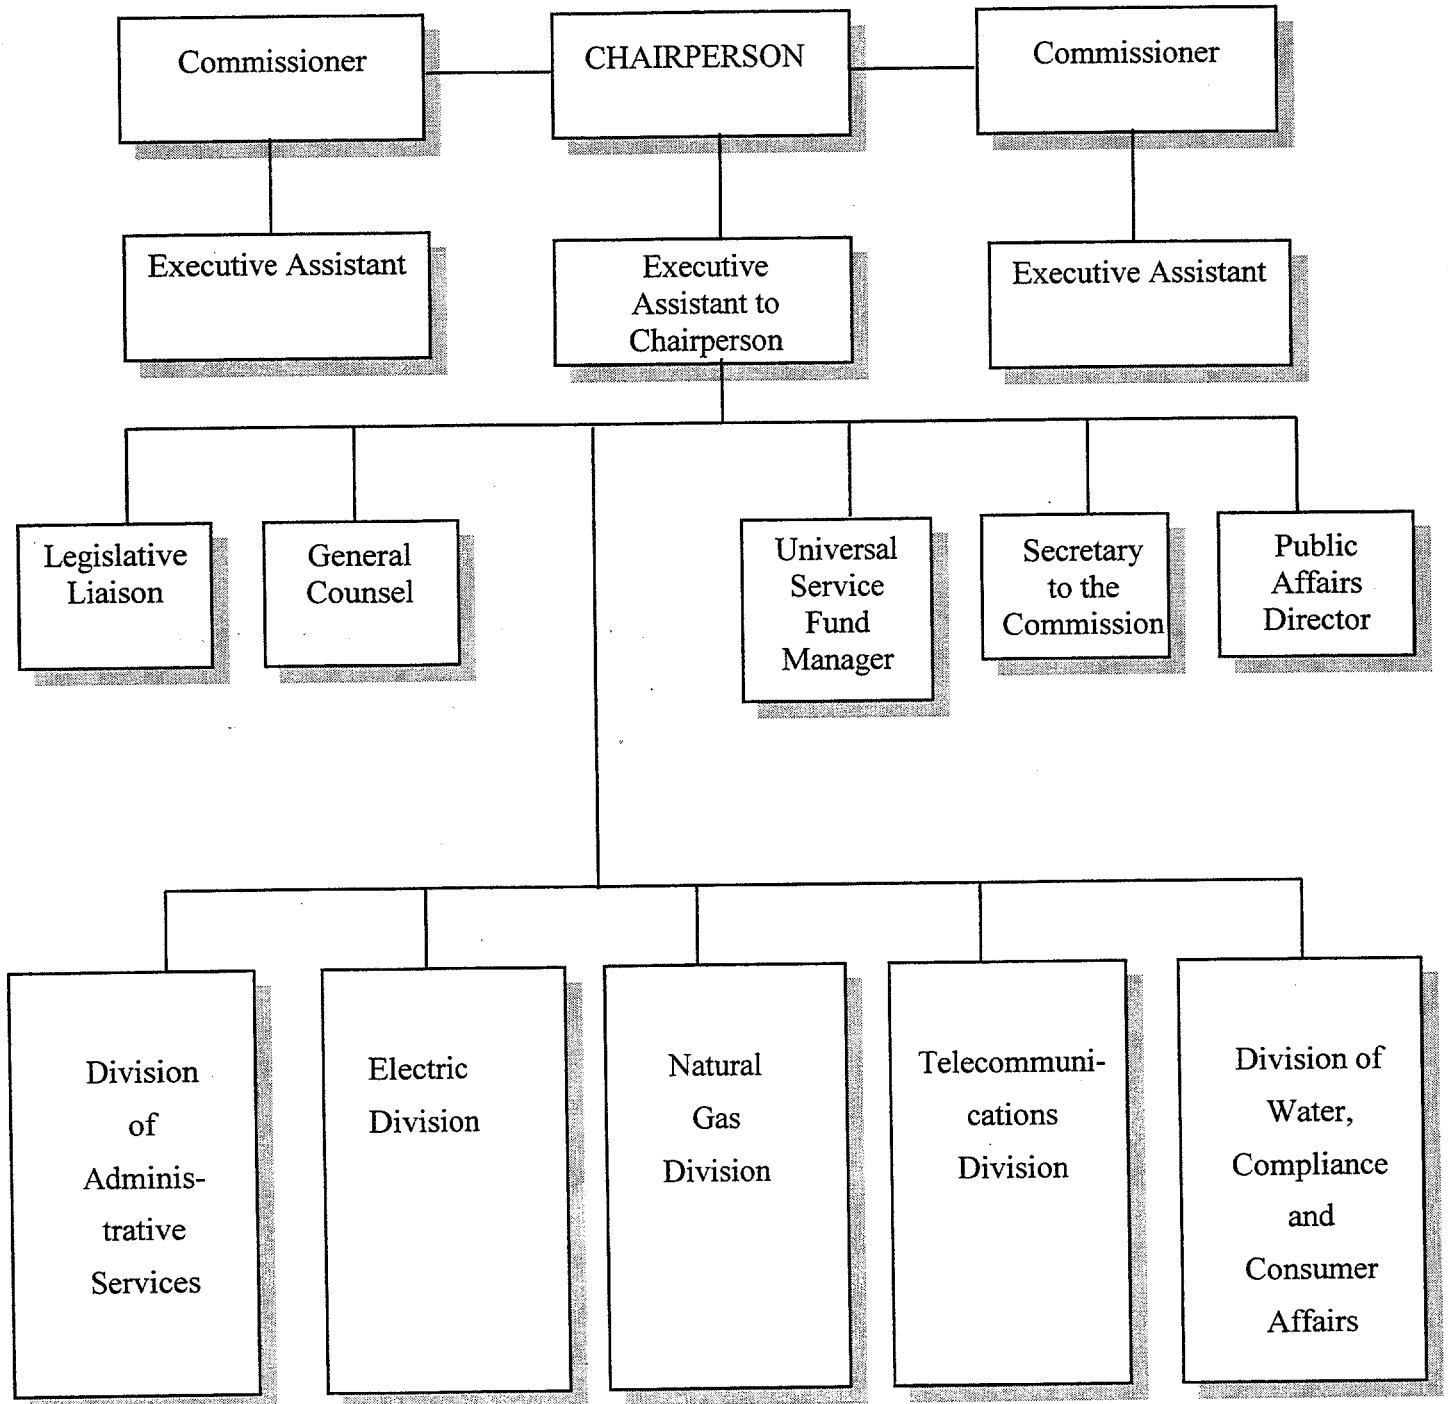 Commissioner
CHAIRPERSON
Commissioner
Executive Assistant
Executive
Assistant to
Chairperson
Executive Assistant
Legislative
Liaison
General
Counsel
Universal
Service
Fund
Manager
Secretary
to the
Commission
Public
Affairs
Director
Division
of
Adminis-
trative
Services
Electric
Division
Natural
Gas
Division
Telecommuni-
cations
Division
Division of
Water,
Compliance
and
Consumer
Affairs